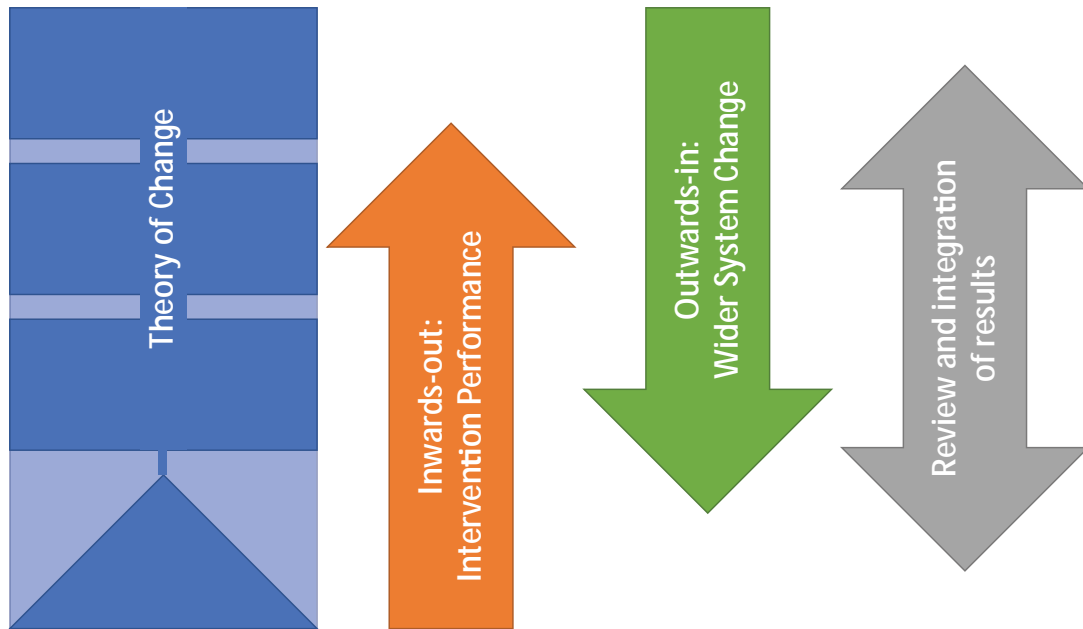 Theory of Change
Inwards-out:
Intervention Performance
Outwards-in:
Wider System Change
Review and integration
of results